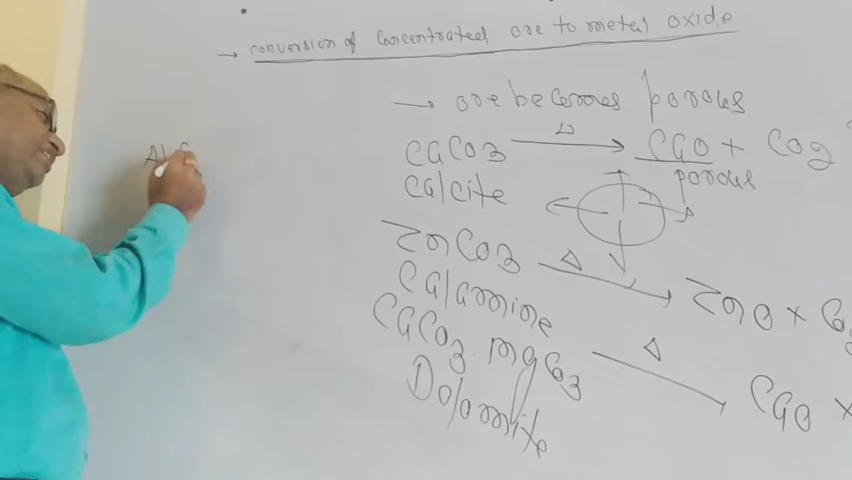 → conversion of concentrated ore to metal oxide
→ ore becomes porous
CaCO3 Δ→ CaO + CO2
Calcite porous
ZnCO3 Δ→ ZnO +
Calamine
CaCO3 MgCO3 Δ→ CaO +
Dolomite
Al